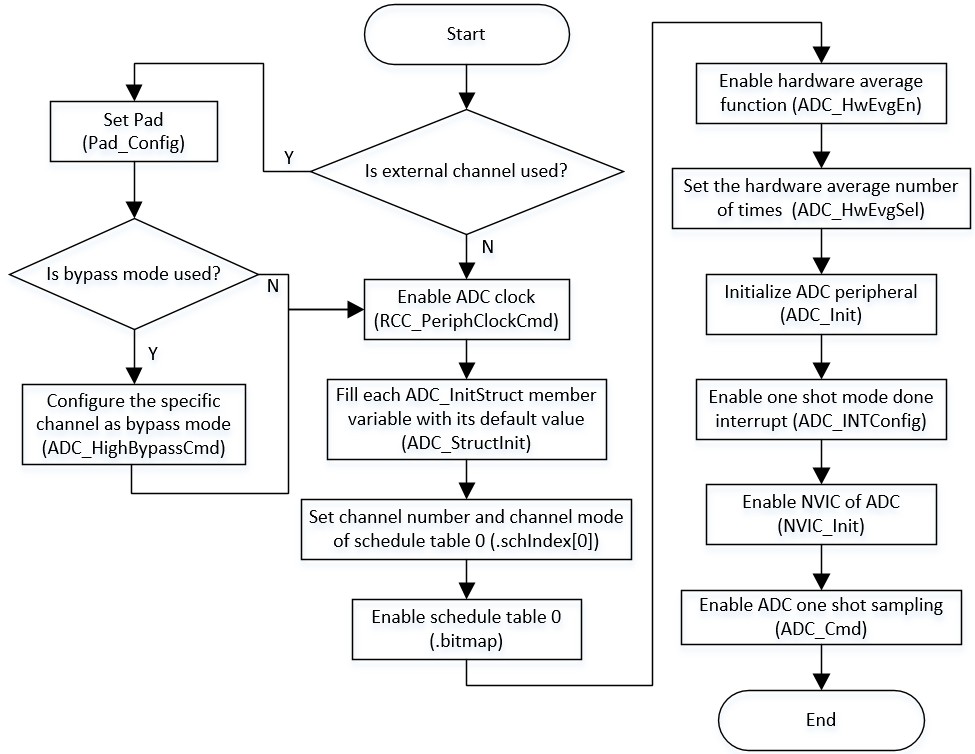 Start
Is external channel used?
Y
N
Set Pad
(Pad_Config)
Is bypass mode used?
N
Y
Configure the specific
channel as bypass mode
(ADC_HighBypassCmd)
Enable ADC clock
(RCC_PeriphClockCmd)
Fill each ADC_InitStruct member
variable with its default value
(ADC_StructInit)
Set channel number and channel mode
of schedule table 0 (.schIndex[0])
Enable schedule table 0
(.bitmap)
Enable hardware average
function (ADC_HwEvgEn)
Set the hardware average number
of times  (ADC_HwEvgSel)
Initialize ADC peripheral
(ADC_Init)
Enable one shot mode done
interrupt (ADC_INTConfig)
Enable NVIC of ADC
(NVIC_Init)
Enable ADC one shot sampling
(ADC_Cmd)
End